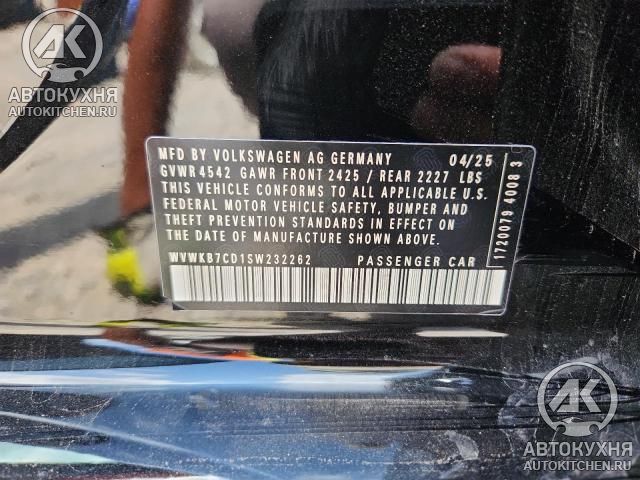 АК
АВТОКУХНЯ
AUTOKITCHEN.RU
MFD BY VOLKSWAGEN AG GERMANY 04/25
GVWR 4542 GAWR FRONT 2425 / REAR 2227 LBS
THIS VEHICLE CONFORMS TO ALL APPLICABLE U.S.
FEDERAL MOTOR VEHICLE SAFETY, BUMPER AND
THEFT PREVENTION STANDARDS IN EFFECT ON
THE DATE OF MANUFACTURE SHOWN ABOVE.
WVWKB7CD1SW232262 PASSENGER CAR
1720079 4008 3
АК
АВТОКУХНЯ
AUTOKITCHEN.RU